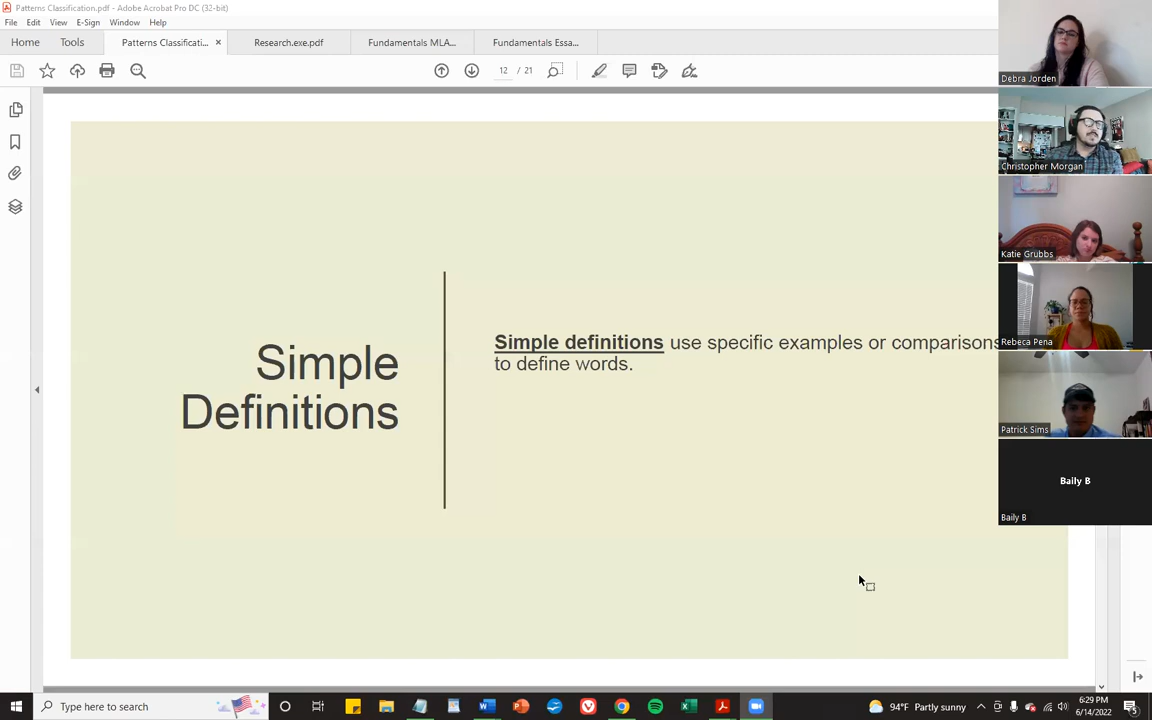 Patterns Classification.pdf - Adobe Acrobat Pro DC (32-bit)
File Edit View E-Sign Window Help
Home Tools Patterns Classificati... × Research.exe.pdf Fundamentals MLA... Fundamentals Essa...
12 / 21
Debra Jorden
Christopher Morgan
Katie Grubbs
Rebeca Pena
Patrick Sims
Baily B
Baily B
Simple
Definitions
Simple definitions use specific examples or comparisons
to define words.
Type here to search
94°F Partly sunny
6:29 PM
6/14/2022
5